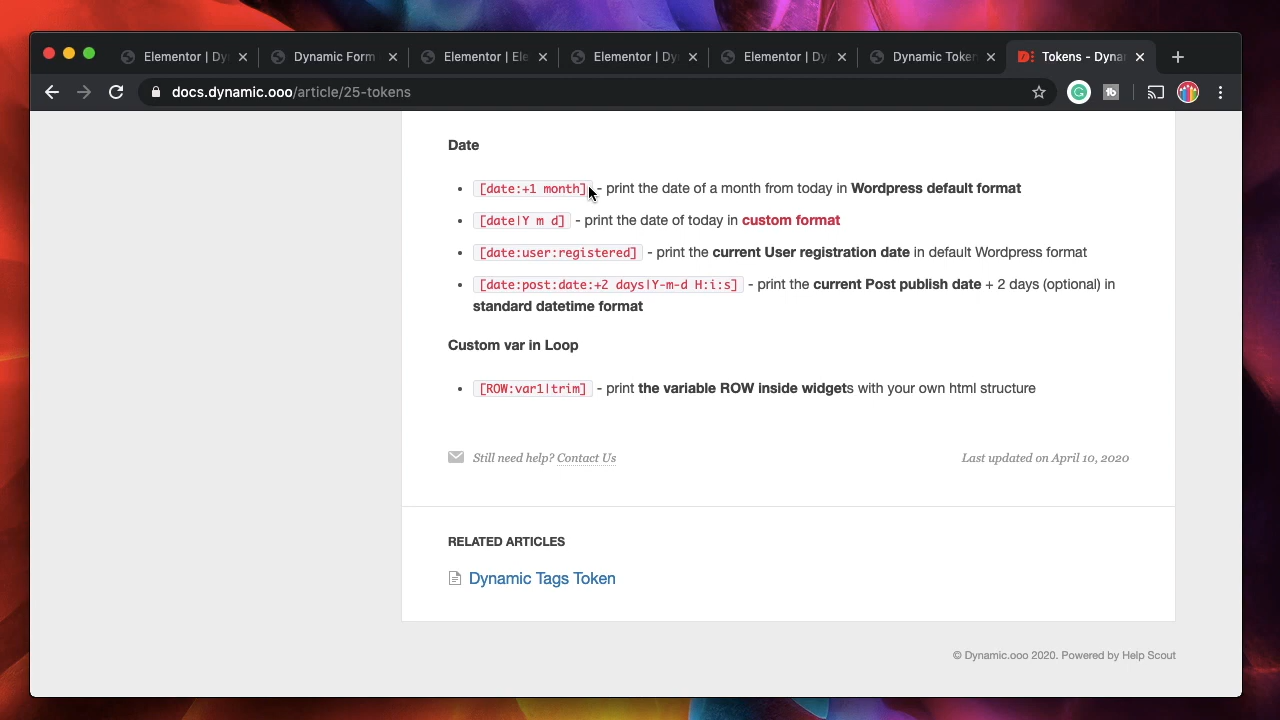 Elementor | Dy
Dynamic Form
Elementor | Ele
Elementor | Dy
Elementor | Dy
Dynamic Token
D: Tokens - Dynar
docs.dynamic.ooo/article/25-tokens
Date
[date:+1 month] - print the date of a month from today in Wordpress default format
[date|Y m d] - print the date of today in custom format
[date:user:registered] - print the current User registration date in default Wordpress format
[date:post:date:+2 days|Y-m-d H:i:s] - print the current Post publish date + 2 days (optional) in
standard datetime format
Custom var in Loop
[ROW:var1|trim] - print the variable ROW inside widgets with your own html structure
Still need help? Contact Us
Last updated on April 10, 2020
RELATED ARTICLES
Dynamic Tags Token
© Dynamic.ooo 2020. Powered by Help Scout